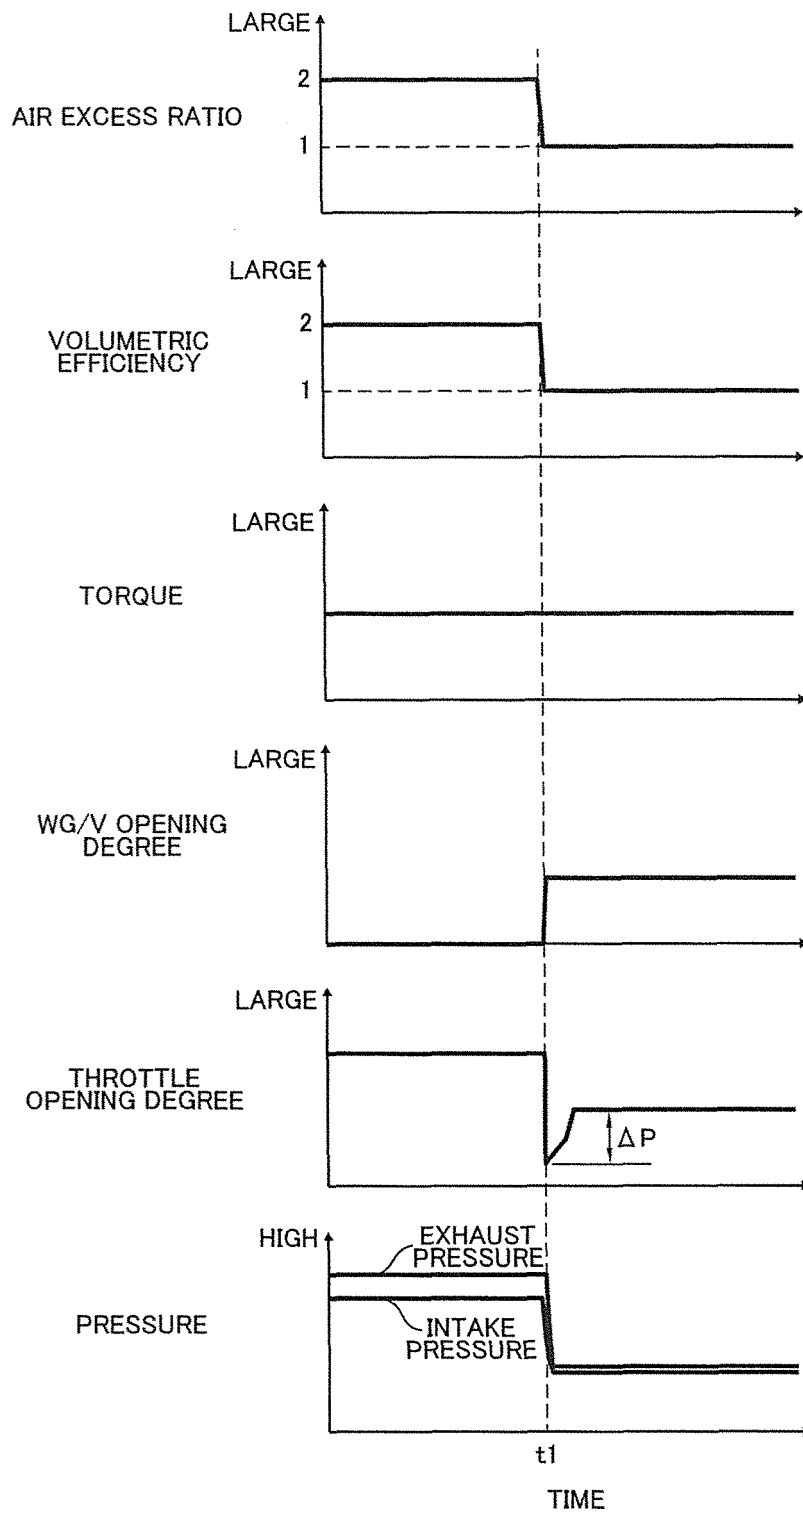 LARGE
2
AIR EXCESS RATIO
1
LARGE
2
VOLUMETRIC
EFFICIENCY
1
LARGE
TORQUE
LARGE
WG/V OPENING
DEGREE
LARGE
THROTTLE
OPENING DEGREE
ΔP
HIGH
EXHAUST
PRESSURE
PRESSURE
INTAKE
PRESSURE
t1
TIME